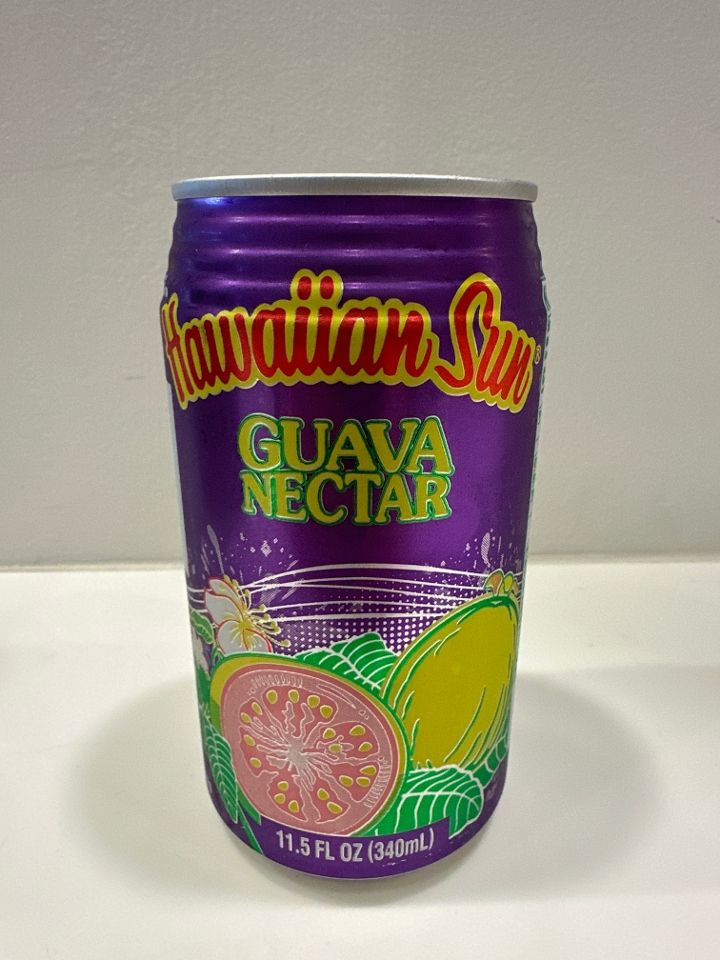 Hawaiian Sun®
GUAVA
NECTAR
11.5 FL OZ (340mL)